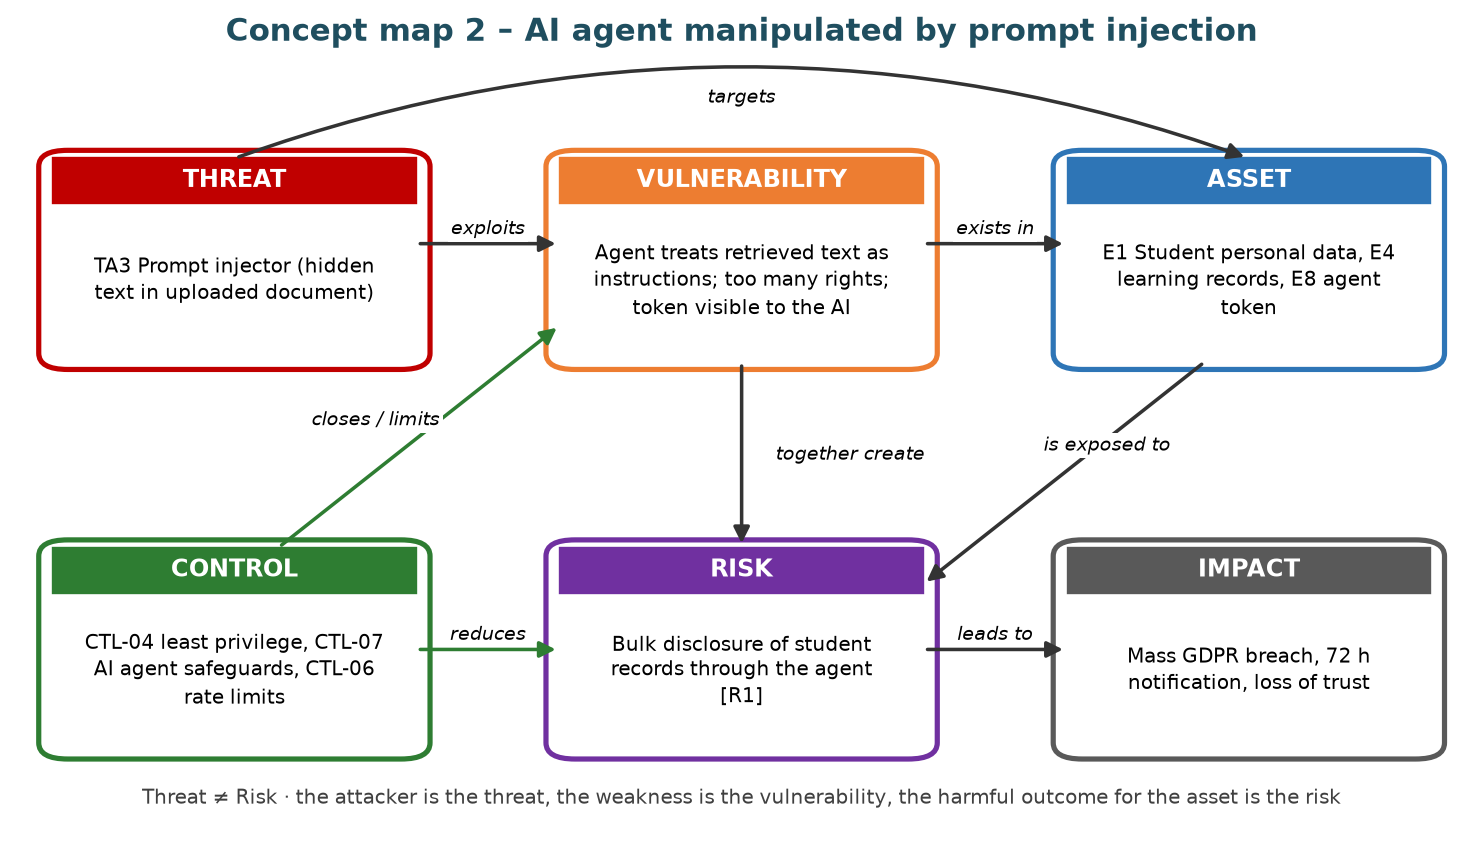 Concept map 2 – AI agent manipulated by prompt injection
targets
THREAT
TA3 Prompt injector (hidden
text in uploaded document)
exploits
VULNERABILITY
Agent treats retrieved text as
instructions; too many rights;
token visible to the AI
exists in
ASSET
E1 Student personal data, E4
learning records, E8 agent
token
closes / limits
together create
is exposed to
CONTROL
CTL-04 least privilege, CTL-07
AI agent safeguards, CTL-06
rate limits
reduces
RISK
Bulk disclosure of student
records through the agent
[R1]
leads to
IMPACT
Mass GDPR breach, 72 h
notification, loss of trust
Threat ≠ Risk · the attacker is the threat, the weakness is the vulnerability, the harmful outcome for the asset is the risk